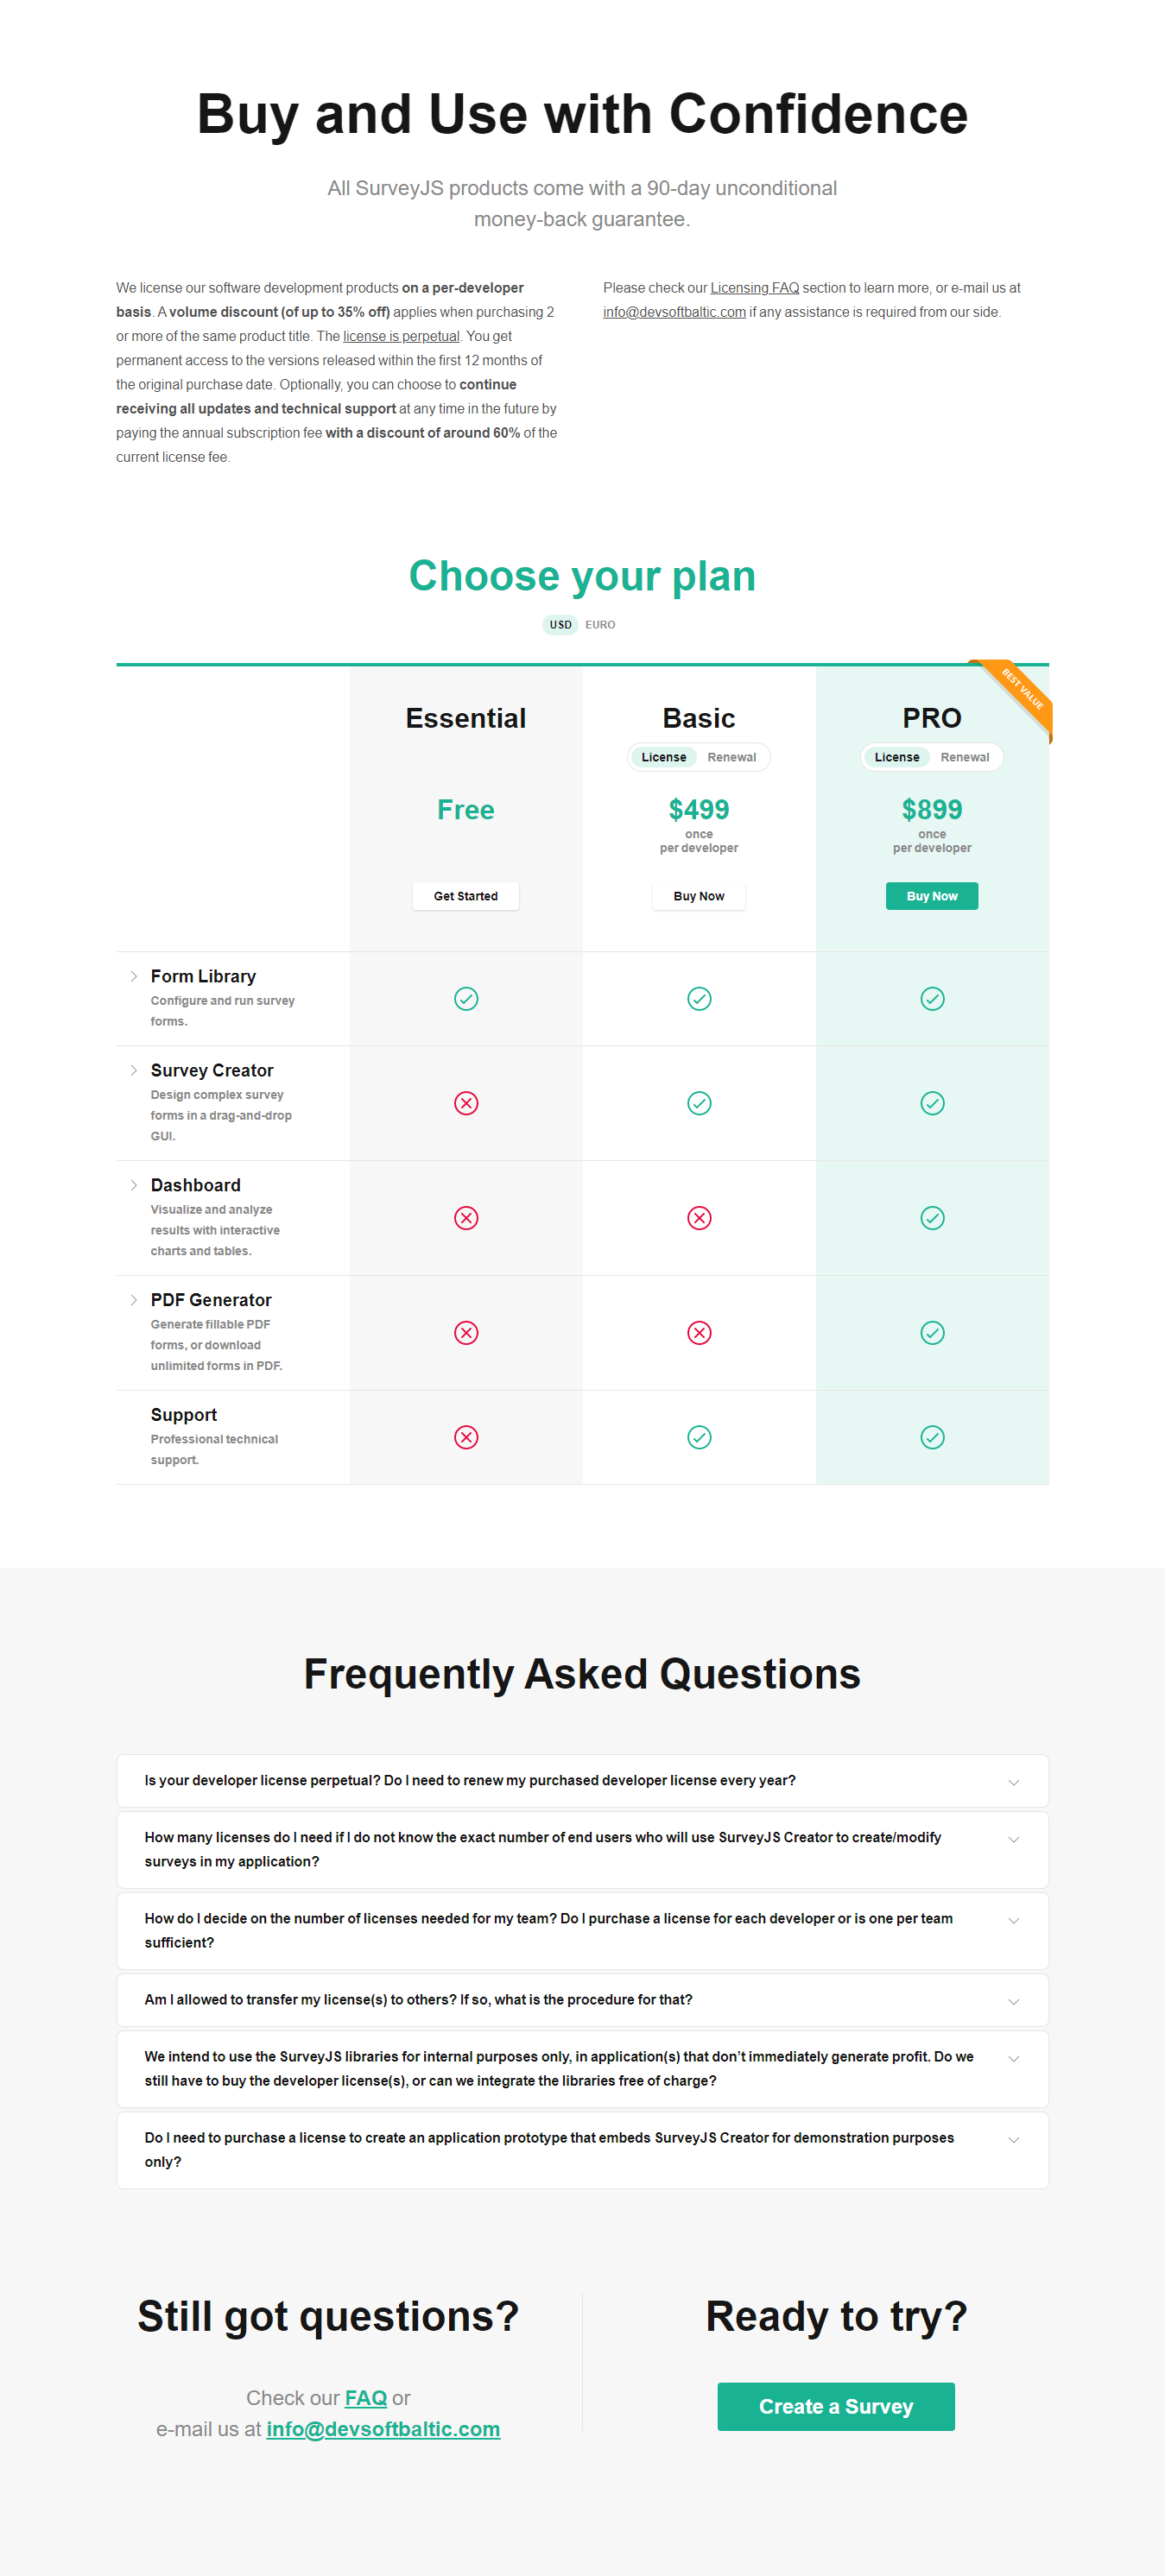 Buy and Use with Confidence
All SurveyJS products come with a 90-day unconditional
money-back guarantee.
We license our software development products on a per-developer
basis. A volume discount (of up to 35% off) applies when purchasing 2
or more of the same product title. The license is perpetual. You get
permanent access to the versions released within the first 12 months of
the original purchase date. Optionally, you can choose to continue
receiving all updates and technical support at any time in the future by
paying the annual subscription fee with a discount of around 60% of the
current license fee.
Please check our Licensing FAQ section to learn more, or e-mail us at
info@devsoftbaltic.com if any assistance is required from our side.
Choose your plan
USD EURO
BEST VALUE
Essential
Free
Get Started
Basic
License Renewal
$499
once
per developer
Buy Now
PRO
License Renewal
$899
once
per developer
Buy Now
Form Library
Configure and run survey
forms.
Survey Creator
Design complex survey
forms in a drag-and-drop
GUI.
Dashboard
Visualize and analyze
results with interactive
charts and tables.
PDF Generator
Generate fillable PDF
forms, or download
unlimited forms in PDF.
Support
Professional technical
support.
Frequently Asked Questions
Is your developer license perpetual? Do I need to renew my purchased developer license every year?
How many licenses do I need if I do not know the exact number of end users who will use SurveyJS Creator to create/modify
surveys in my application?
How do I decide on the number of licenses needed for my team? Do I purchase a license for each developer or is one per team
sufficient?
Am I allowed to transfer my license(s) to others? If so, what is the procedure for that?
We intend to use the SurveyJS libraries for internal purposes only, in application(s) that don’t immediately generate profit. Do we
still have to buy the developer license(s), or can we integrate the libraries free of charge?
Do I need to purchase a license to create an application prototype that embeds SurveyJS Creator for demonstration purposes
only?
Still got questions?
Check our FAQ or
e-mail us at info@devsoftbaltic.com
Ready to try?
Create a Survey